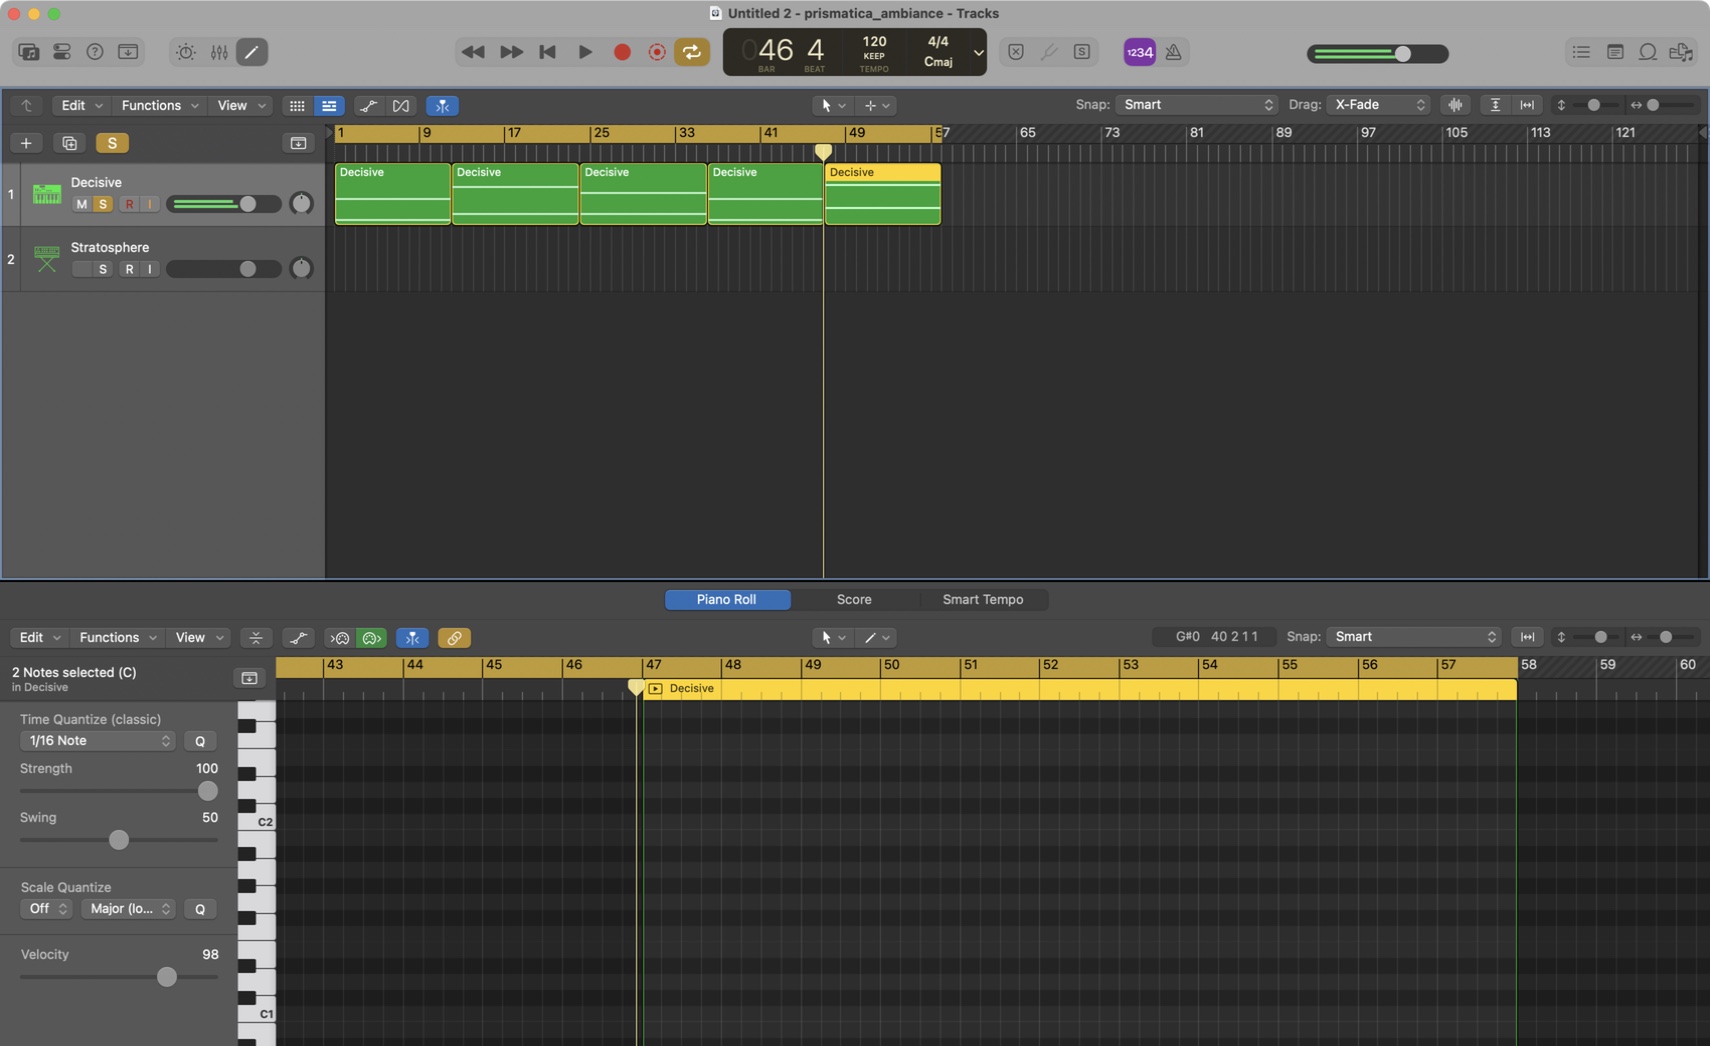 Untitled 2 - prismatica_ambiance - Tracks
046 4
BAR BEAT
120
KEEP
TEMPO
4/4
Cmaj
S
1234
Edit Functions View
Snap: Smart Drag: X-Fade
S
1 9 17 25 33 41 49 57 65 73 81 89 97 105 113 121
1
Decisive
M S R I
Decisive Decisive Decisive Decisive Decisive
2
Stratosphere
S R I
Piano Roll Score Smart Tempo
Edit Functions View
G#0 40 2 1 1 Snap: Smart
2 Notes selected (C)
in Decisive
43 44 45 46 47 48 49 50 51 52 53 54 55 56 57 58 59 60
Decisive
Time Quantize (classic)
1/16 Note Q
Strength 100
Swing 50
C2
Scale Quantize
Off Major (lo... Q
Velocity 98
C1